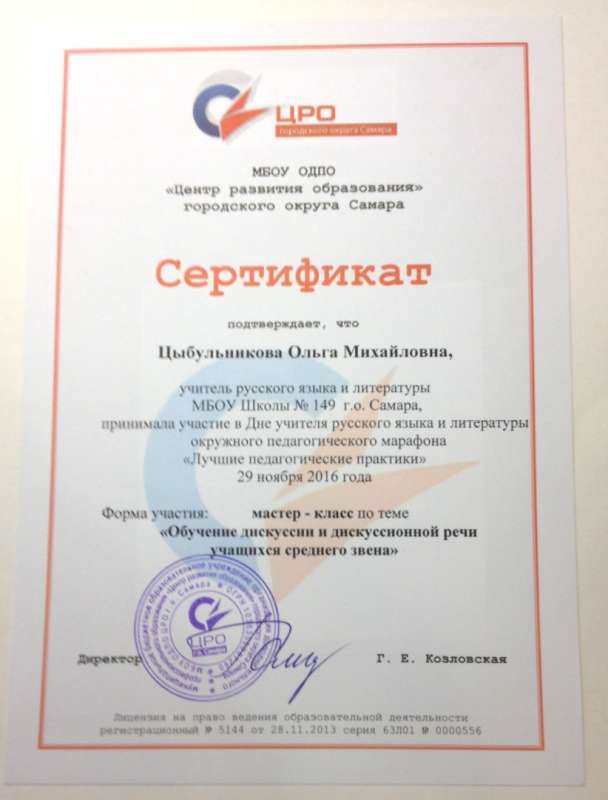 ЦРО
городского округа Самара
МБОУ ОДПО
«Центр развития образования»
городского округа Самара
Сертификат
подтверждает, что
Цыбульникова Ольга Михайловна,
учитель русского языка и литературы
МБОУ Школы № 149 г.о. Самара,
принимала участие в Дне учителя русского языка и литературы
окружного педагогического марафона
«Лучшие педагогические практики»
29 ноября 2016 года
Форма участия: мастер - класс по теме
«Обучение дискуссии и дискуссионной речи
учащихся среднего звена»
ЦРО
г.о. Самара
Директор Г. Е. Козловская
Лицензия на право ведения образовательной деятельности
регистрационный № 5144 от 28.11.2013 серия 63Л01 № 0000556